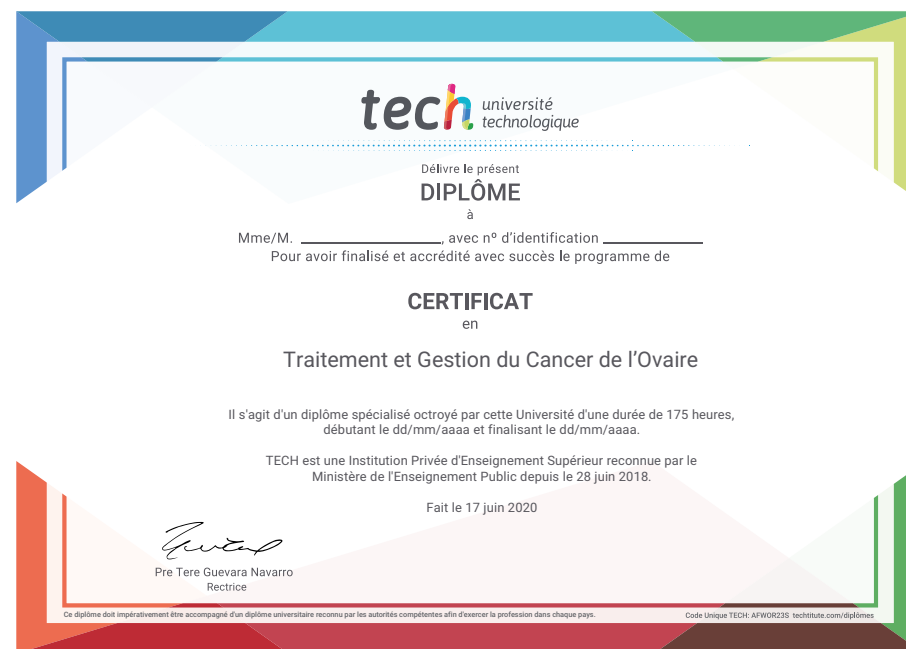 tech université
technologique
Délivre le présent
DIPLÔME
à
Mme/M. ____________________, avec nº d'identification ______________
Pour avoir finalisé et accrédité avec succès le programme de
CERTIFICAT
en
Traitement et Gestion du Cancer de l'Ovaire
Il s'agit d'un diplôme spécialisé octroyé par cette Université d'une durée de 175 heures,
débutant le dd/mm/aaaa et finalisant le dd/mm/aaaa.
TECH est une Institution Privée d'Enseignement Supérieur reconnue par le
Ministère de l'Enseignement Public depuis le 28 juin 2018.
Fait le 17 juin 2020
Pre Tere Guevara Navarro
Rectrice
Ce diplôme doit impérativement être accompagné d'un diplôme universitaire reconnu par les autorités compétentes afin d'exercer la profession dans chaque pays.
Code Unique TECH: AFWOR23S techtitute.com/diplômes